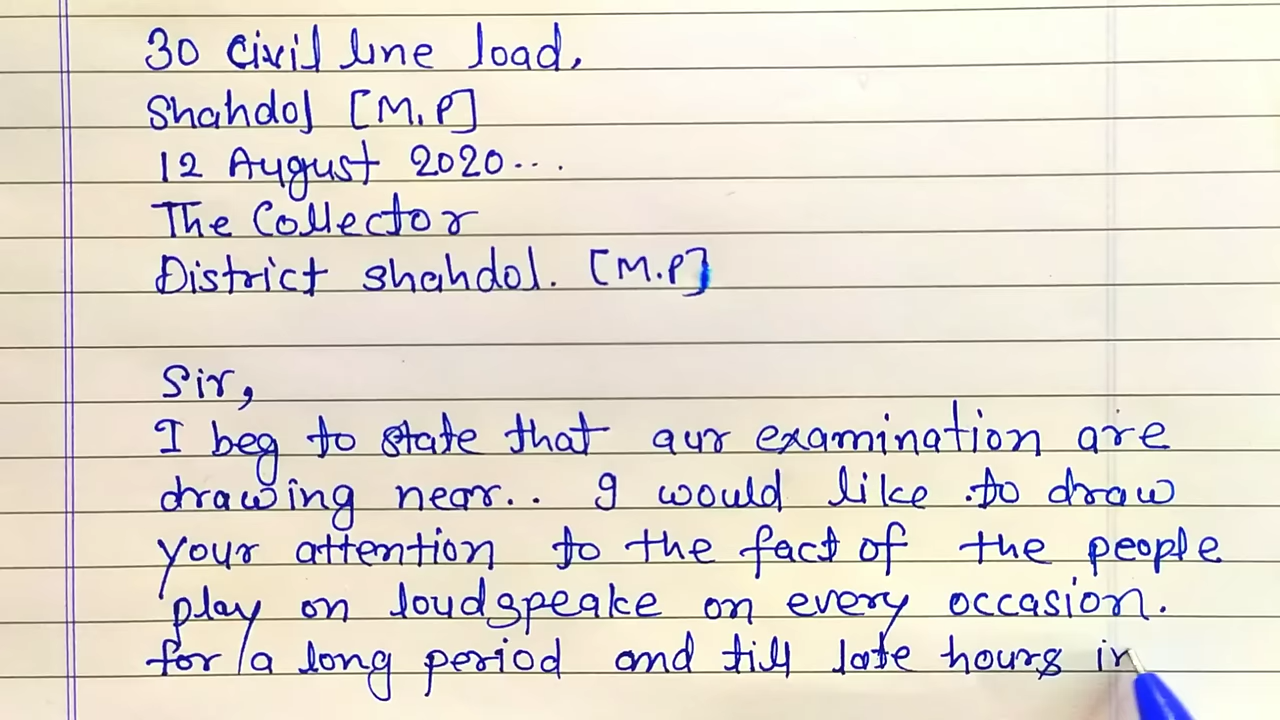 30 Civil line load,
Shahdol [M.P]
12 August 2020...
The Collector
District shahdol. [M.P]
Sir,
I beg to state that aur examination are
drawing near.. I would like to draw
your attention to the fact of the people
play on loudspeake on every occasion.
for a long period and till late hours in